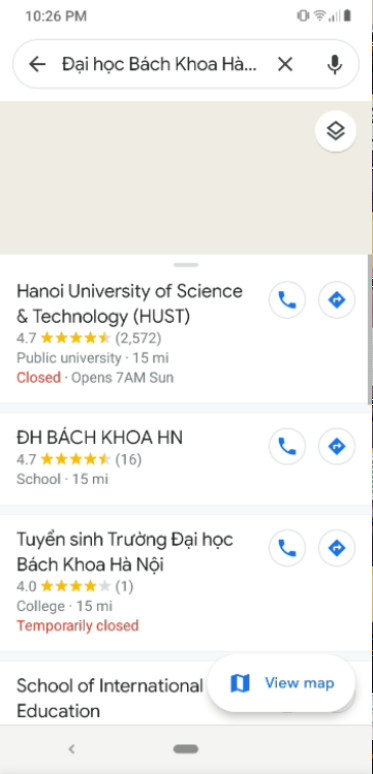 10:26 PM
Đại học Bách Khoa Hà...
Hanoi University of Science
& Technology (HUST)
4.7 (2,572)
Public university · 15 mi
Closed · Opens 7AM Sun
ĐH BÁCH KHOA HN
4.7 (16)
School · 15 mi
Tuyển sinh Trường Đại học
Bách Khoa Hà Nội
4.0 (1)
College · 15 mi
Temporarily closed
School of International
Education
View map